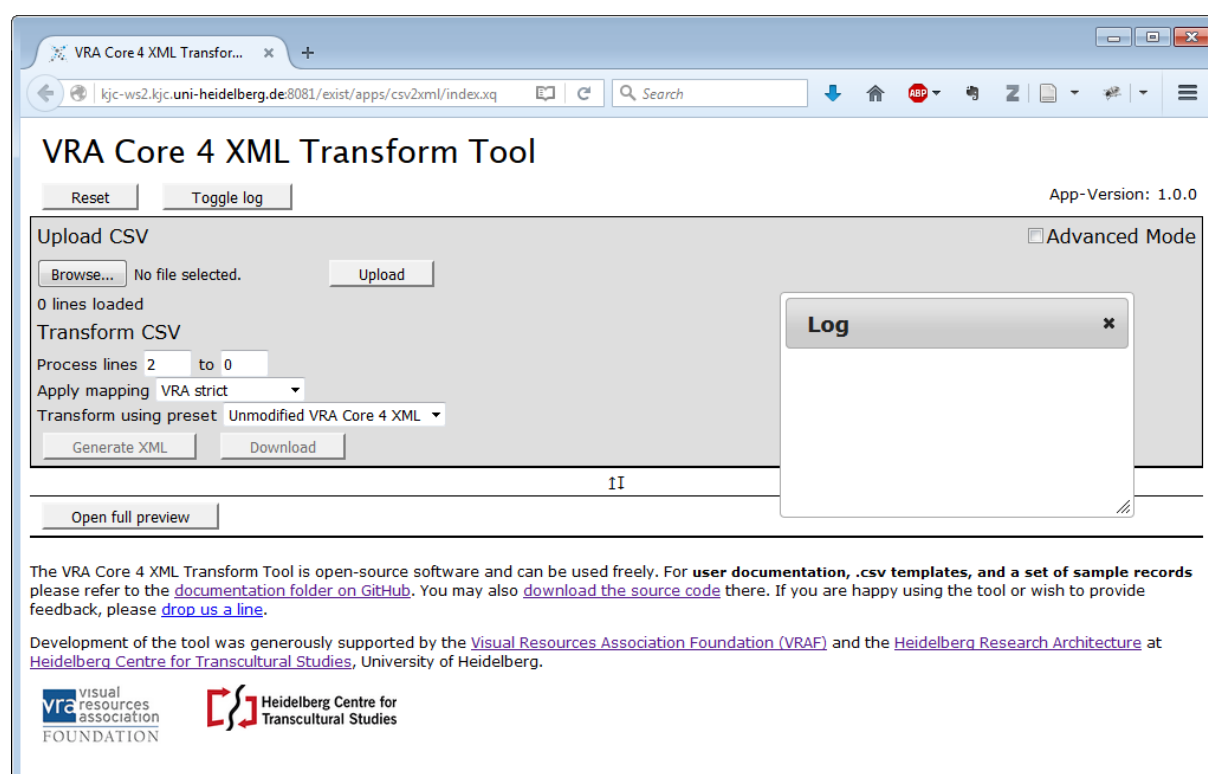 VRA Core 4 XML Transfor...
kjc-ws2.kjc.uni-heidelberg.de:8081/exist/apps/csv2xml/index.xq
Search
ABP
Z
VRA Core 4 XML Transform Tool
Reset Toggle log App-Version: 1.0.0
Upload CSV Advanced Mode
Browse... No file selected. Upload
0 lines loaded
Transform CSV
Process lines 2 to 0
Apply mapping VRA strict
Transform using preset Unmodified VRA Core 4 XML
Generate XML Download
Log
Open full preview
The VRA Core 4 XML Transform Tool is open-source software and can be used freely. For user documentation, .csv templates, and a set of sample records
please refer to the documentation folder on GitHub. You may also download the source code there. If you are happy using the tool or wish to provide
feedback, please drop us a line.
Development of the tool was generously supported by the Visual Resources Association Foundation (VRAF) and the Heidelberg Research Architecture at
Heidelberg Centre for Transcultural Studies, University of Heidelberg.
vra visual
resources
association
FOUNDATION
Heidelberg Centre for
Transcultural Studies